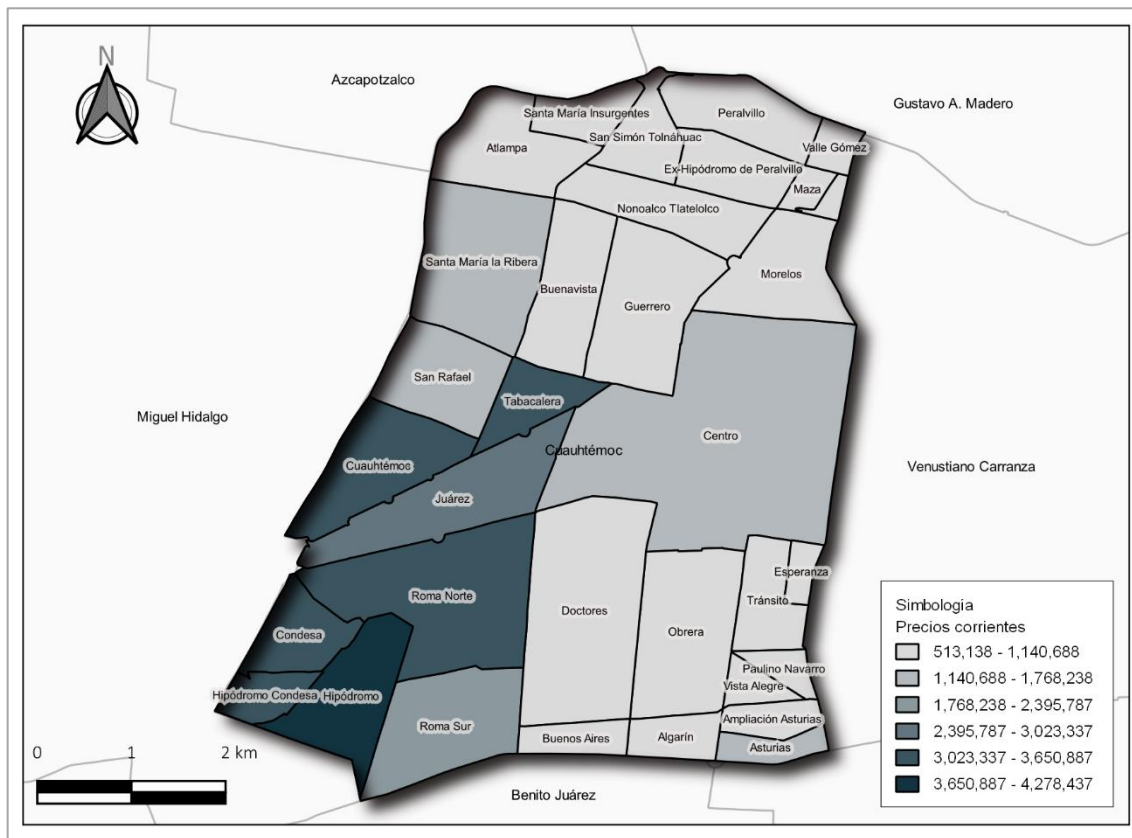 N
Azcapotzalco
Gustavo A. Madero
Santa María Insurgentes
Peralvillo
San Simón Tolnáhuac
Valle Gómez
Atlampa
Ex-Hipódromo de Peralvillo
Maza
Nonoalco Tlatelolco
Santa María la Ribera
Morelos
Buenavista
Guerrero
San Rafael
Tabacalera
Miguel Hidalgo
Centro
Cuauhtémoc
Cuauhtémoc
Venustiano Carranza
Juárez
Esperanza
Roma Norte
Tránsito
Doctores
Obrera
Condesa
Paulino Navarro
Vista Alegre
Hipódromo Condesa
Hipódromo
Ampliación Asturias
Roma Sur
Buenos Aires
Algarín
Asturias
Benito Juárez
0 1 2 km
Simbología
Precios corrientes
513,138 - 1,140,688
1,140,688 - 1,768,238
1,768,238 - 2,395,787
2,395,787 - 3,023,337
3,023,337 - 3,650,887
3,650,887 - 4,278,437